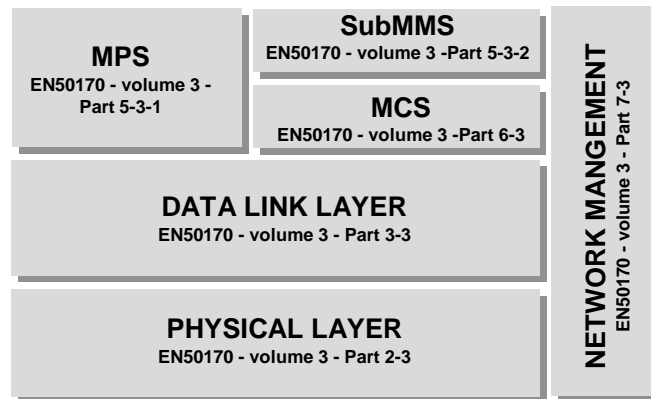 MPS
EN50170 - volume 3 -
Part 5-3-1
SubMMS
EN50170 - volume 3 -Part 5-3-2
MCS
EN50170 - volume 3 -Part 6-3
DATA LINK LAYER
EN50170 - volume 3 - Part 3-3
PHYSICAL LAYER
EN50170 - volume 3 - Part 2-3
NETWORK MANGEMENT
EN50170 - volume 3 - Part 7-3